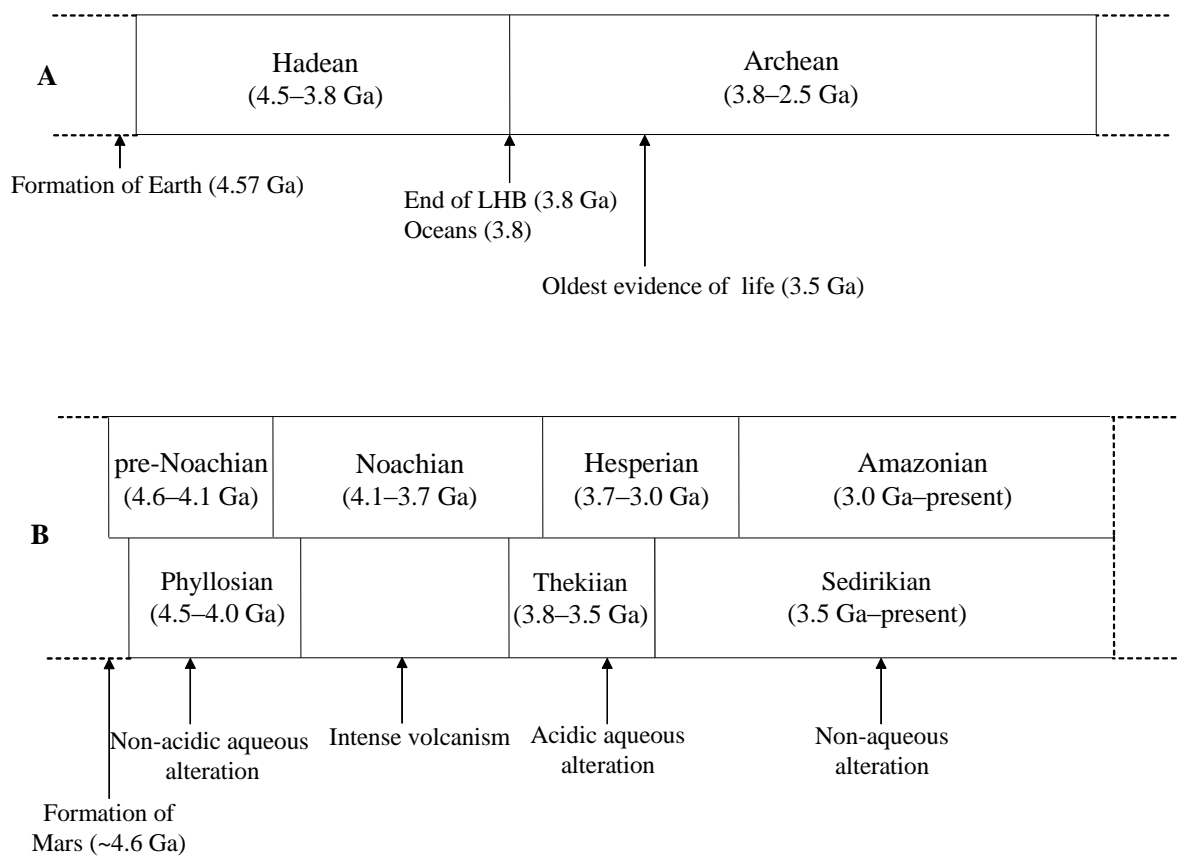 A
Hadean
(4.5–3.8 Ga)
Archean
(3.8–2.5 Ga)
Formation of Earth (4.57 Ga)
End of LHB (3.8 Ga)
Oceans (3.8)
Oldest evidence of life (3.5 Ga)
B
pre-Noachian
(4.6–4.1 Ga)
Noachian
(4.1–3.7 Ga)
Hesperian
(3.7–3.0 Ga)
Amazonian
(3.0 Ga–present)
Phyllosian
(4.5–4.0 Ga)
Thekiian
(3.8–3.5 Ga)
Sedirikian
(3.5 Ga–present)
Non-acidic aqueous
alteration
Intense volcanism
Acidic aqueous
alteration
Non-aqueous
alteration
Formation of
Mars (~4.6 Ga)